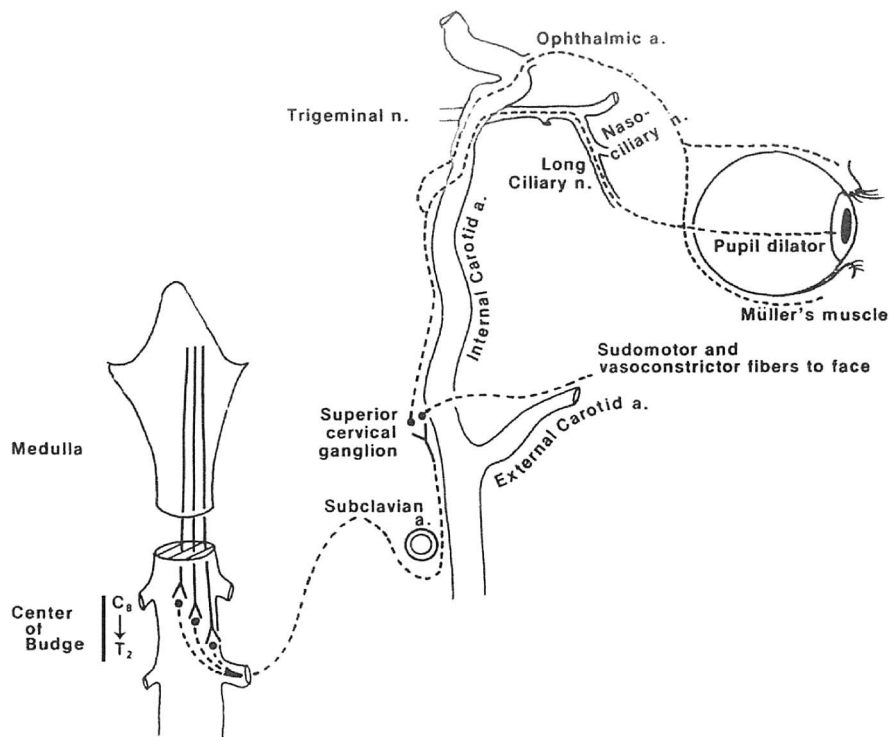 Ophthalmic a.
Trigeminal n.
Naso-
ciliary n.
Long
Ciliary n.
Internal Carotid a.
Pupil dilator
Müller's muscle
Sudomotor and
vasoconstrictor fibers to face
Superior
cervical
ganglion
External Carotid a.
Medulla
Subclavian
a.
Center
of
Budge
C₈
T₂